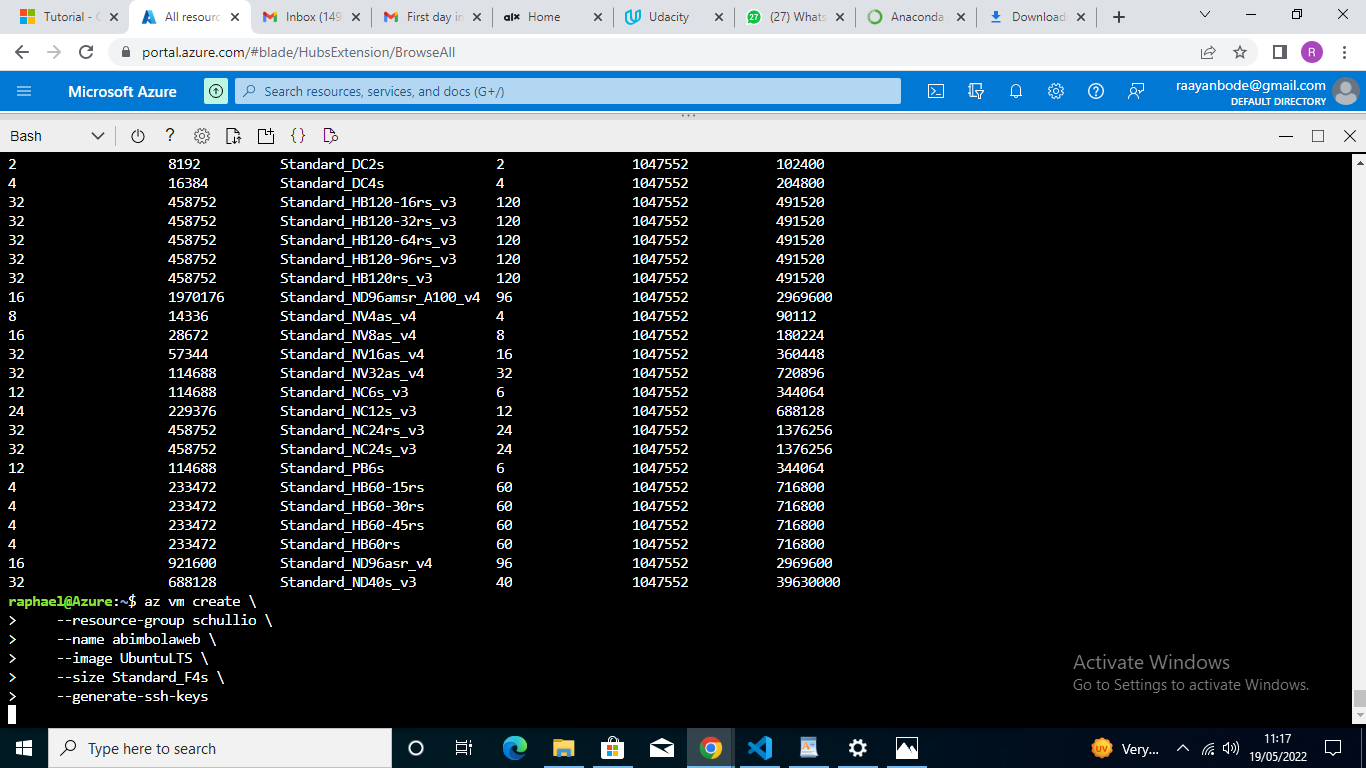 Tutorial - C
All resourc
Inbox (149
First day in
alx Home
Udacity
27 (27) Whats
Anaconda
Download
portal.azure.com/#blade/HubsExtension/BrowseAll
R
Microsoft Azure
Search resources, services, and docs (G+/)
raayanbode@gmail.com
DEFAULT DIRECTORY
Bash
2 8192 Standard_DC2s 2 1047552 102400
4 16384 Standard_DC4s 4 1047552 204800
32 458752 Standard_HB120-16rs_v3 120 1047552 491520
32 458752 Standard_HB120-32rs_v3 120 1047552 491520
32 458752 Standard_HB120-64rs_v3 120 1047552 491520
32 458752 Standard_HB120-96rs_v3 120 1047552 491520
32 458752 Standard_HB120rs_v3 120 1047552 491520
16 1970176 Standard_ND96amsr_A100_v4 96 1047552 2969600
8 14336 Standard_NV4as_v4 4 1047552 90112
16 28672 Standard_NV8as_v4 8 1047552 180224
32 57344 Standard_NV16as_v4 16 1047552 360448
32 114688 Standard_NV32as_v4 32 1047552 720896
12 114688 Standard_NC6s_v3 6 1047552 344064
24 229376 Standard_NC12s_v3 12 1047552 688128
32 458752 Standard_NC24rs_v3 24 1047552 1376256
32 458752 Standard_NC24s_v3 24 1047552 1376256
12 114688 Standard_PB6s 6 1047552 344064
4 233472 Standard_HB60-15rs 60 1047552 716800
4 233472 Standard_HB60-30rs 60 1047552 716800
4 233472 Standard_HB60-45rs 60 1047552 716800
4 233472 Standard_HB60rs 60 1047552 716800
16 921600 Standard_ND96asr_v4 96 1047552 2969600
32 688128 Standard_ND40s_v3 40 1047552 39630000
raphael@Azure:~$ az vm create \
> --resource-group schullio \
> --name abimbolaweb \
> --image UbuntuLTS \
> --size Standard_F4s \
> --generate-ssh-keys
Activate Windows
Go to Settings to activate Windows.
Type here to search
UV
Very...
11:17
19/05/2022